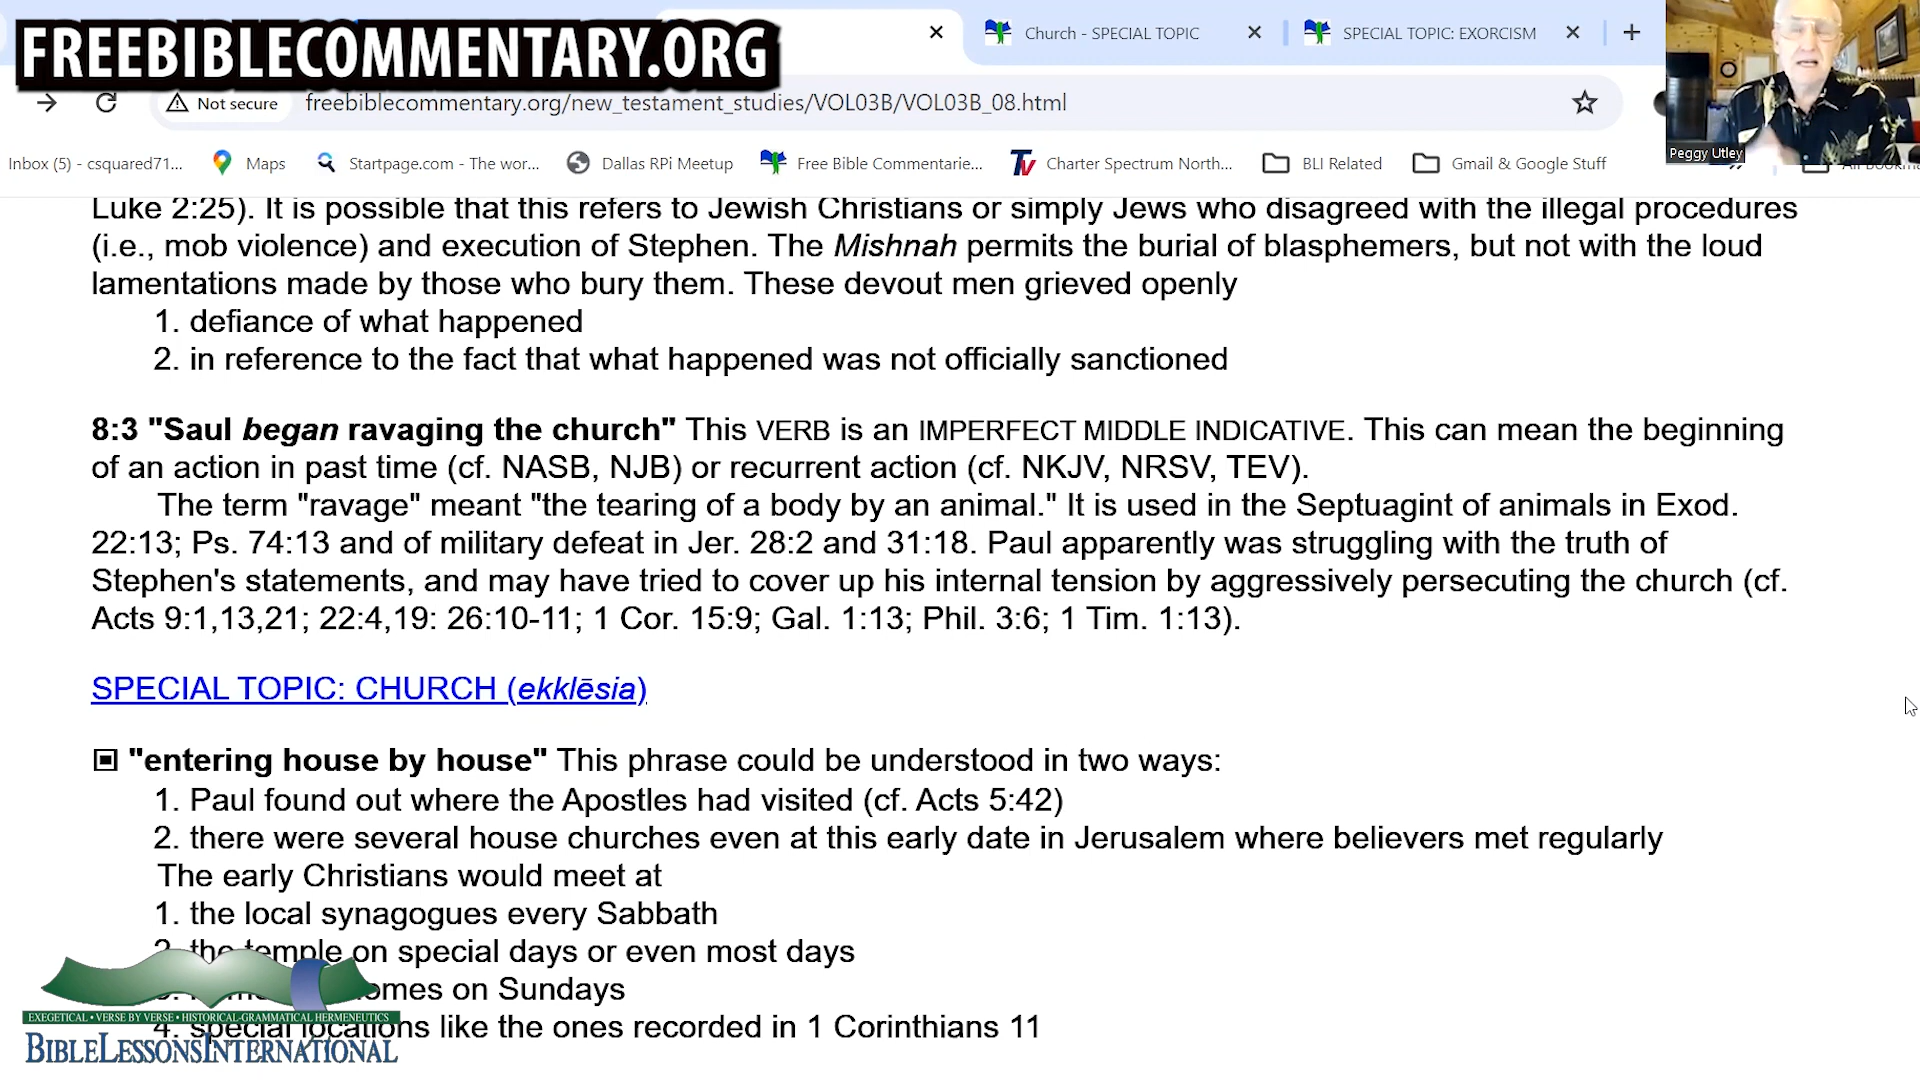 FREEBIBLECOMMENTARY.ORG
Church - SPECIAL TOPIC
SPECIAL TOPIC: EXORCISM
Not secure
freebiblecommentary.org/new_testament_studies/VOL03B/VOL03B_08.html
Peggy Utley
Inbox (5) - csquared71... Maps Startpage.com - The wor... Dallas RPi Meetup Free Bible Commentarie... Charter Spectrum North... BLI Related Gmail & Google Stuff
Luke 2:25). It is possible that this refers to Jewish Christians or simply Jews who disagreed with the illegal procedures
(i.e., mob violence) and execution of Stephen. The Mishnah permits the burial of blasphemers, but not with the loud
lamentations made by those who bury them. These devout men grieved openly
1. defiance of what happened
2. in reference to the fact that what happened was not officially sanctioned
8:3 "Saul began ravaging the church" This VERB is an IMPERFECT MIDDLE INDICATIVE. This can mean the beginning
of an action in past time (cf. NASB, NJB) or recurrent action (cf. NKJV, NRSV, TEV).
The term "ravage" meant "the tearing of a body by an animal." It is used in the Septuagint of animals in Exod.
22:13; Ps. 74:13 and of military defeat in Jer. 28:2 and 31:18. Paul apparently was struggling with the truth of
Stephen's statements, and may have tried to cover up his internal tension by aggressively persecuting the church (cf.
Acts 9:1,13,21; 22:4,19: 26:10-11; 1 Cor. 15:9; Gal. 1:13; Phil. 3:6; 1 Tim. 1:13).
SPECIAL TOPIC: CHURCH (ekklēsia)
"entering house by house" This phrase could be understood in two ways:
1. Paul found out where the Apostles had visited (cf. Acts 5:42)
2. there were several house churches even at this early date in Jerusalem where believers met regularly
The early Christians would meet at
1. the local synagogues every Sabbath
2. the temple on special days or even most days
on Sundays
4. special locations like the ones recorded in 1 Corinthians 11
EXEGETICAL • VERSE BY VERSE • HISTORICAL-GRAMMATICAL HERMENEUTICS
BIBLELESSONSINTERNATIONAL